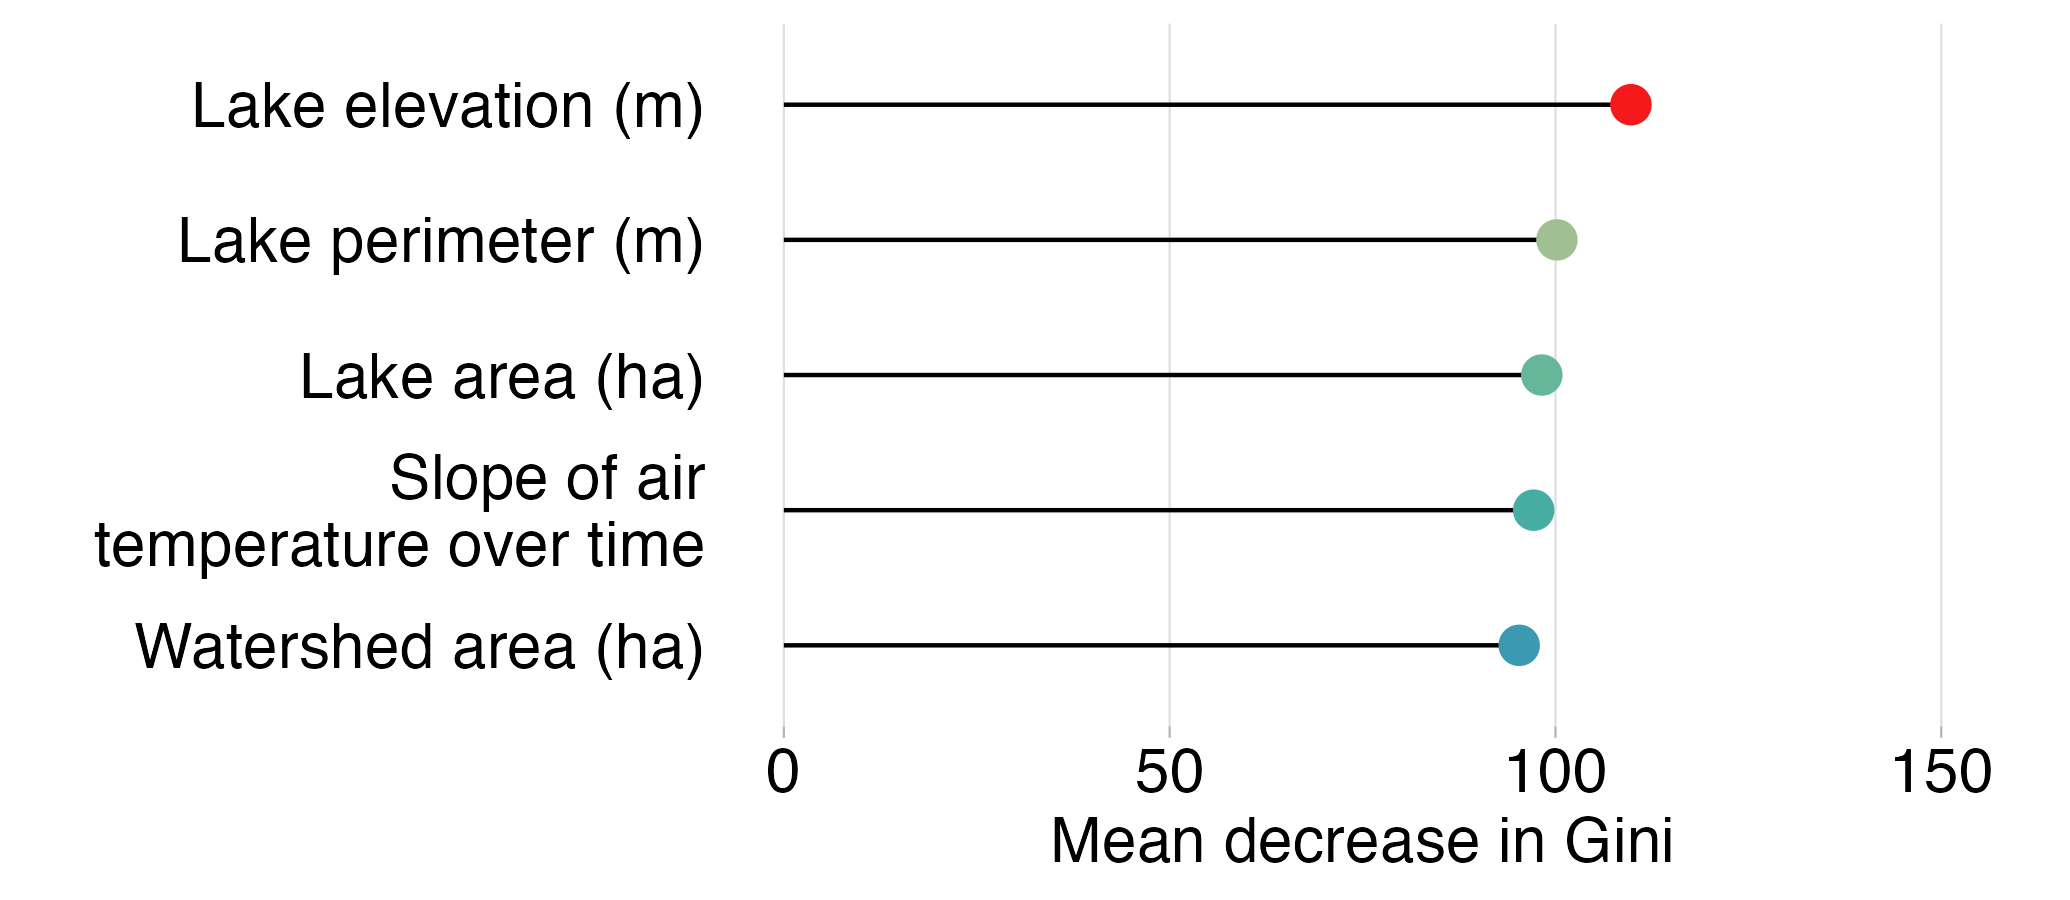 Lake elevation (m)
Lake perimeter (m)
Lake area (ha)
Slope of air
temperature over time
Watershed area (ha)
0 50 100 150
Mean decrease in Gini